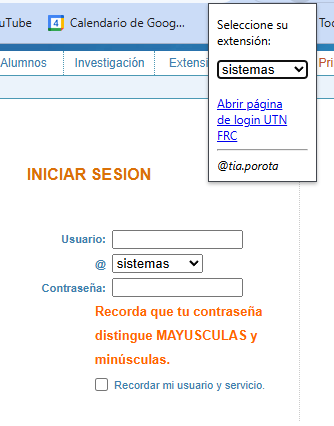 uTube
Calendario de Goog...
Toc
Seleccione su
extensión:
sistemas
Abrir página
de login UTN
FRC
@tia.porota
Alumnos
Investigación
Extensi
Pri
INICIAR SESION
Usuario:
@ sistemas
Contraseña:
Recorda que tu contraseña
distingue MAYUSCULAS y
minúsculas.
Recordar mi usuario y servicio.